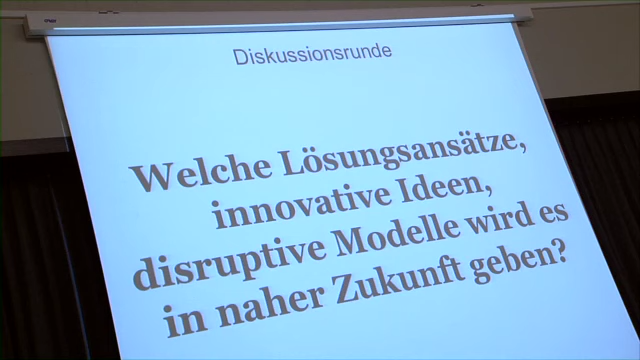 Diskussionsrunde
Welche Lösungsansätze,
innovative Ideen,
disruptive Modelle wird es
in naher Zukunft geben?